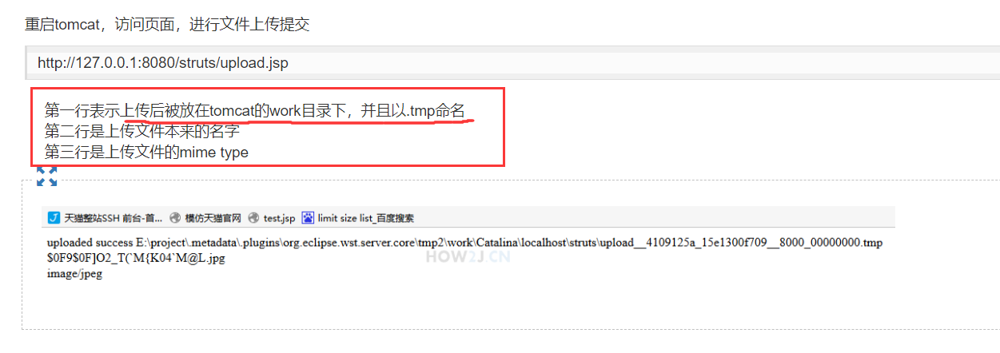 重启tomcat，访问页面，进行文件上传提交
http://127.0.0.1:8080/struts/upload.jsp
第一行表示上传后被放在tomcat的work目录下，并且以.tmp命名
第二行是上传文件本来的名字
第三行是上传文件的mime type
天猫整站SSH 前台-首... 模仿天猫官网 test.jsp limit size list_百度搜索
uploaded success E:\project\.metadata\.plugins\org.eclipse.wst.server.core\tmp2\work\Catalina\localhost\struts\upload__4109125a_15e1300f709__8000_00000000.tmp
$0F9$0F]O2_T(`M{K04`M@L.jpg
HOW2J.CN
image/jpeg